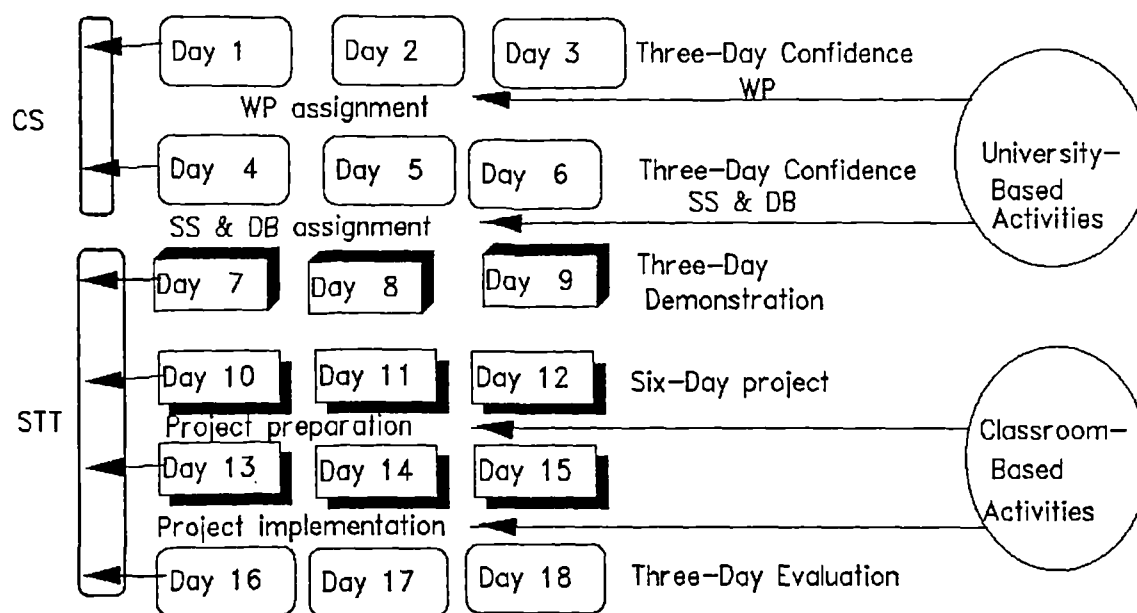 Day 1 Day 2 Day 3 Three-Day Confidence
WP
WP assignment
CS
Day 4 Day 5 Day 6 Three-Day Confidence
SS & DB
SS & DB assignment
University-
Based
Activities
Day 7 Day 8 Day 9 Three-Day
Demonstration
Day 10 Day 11 Day 12 Six-Day project
STT
Project preparation
Day 13 Day 14 Day 15
Project implementation
Classroom-
Based
Activities
Day 16 Day 17 Day 18 Three-Day Evaluation